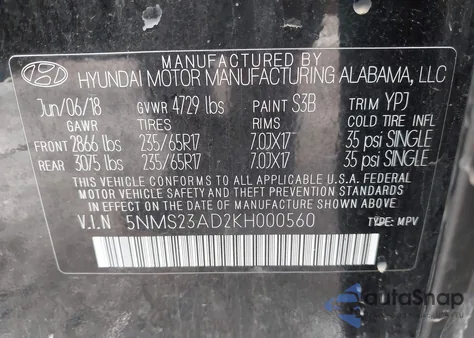 MANUFACTURED BY
HYUNDAI MOTOR MANUFACTURING ALABAMA, LLC
Jun/06/18 GVWR 4729 lbs PAINT S3B TRIM YPJ
GAWR TIRES RIMS COLD TIRE INFL
FRONT 2866 lbs 235/65R17 7.0JX17 35 psi SINGLE
REAR 3075 lbs 235/65R17 7.0JX17 35 psi SINGLE
THIS VEHICLE CONFORMS TO ALL APPLICABLE U.S.A. FEDERAL
MOTOR VEHICLE SAFETY AND THEFT PREVENTION STANDARDS
IN EFFECT ON THE DATE OF MANUFACTURE SHOWN ABOVE.
V.I.N 5NMS23AD2KH000560 TYPE: MPV
autoSnap